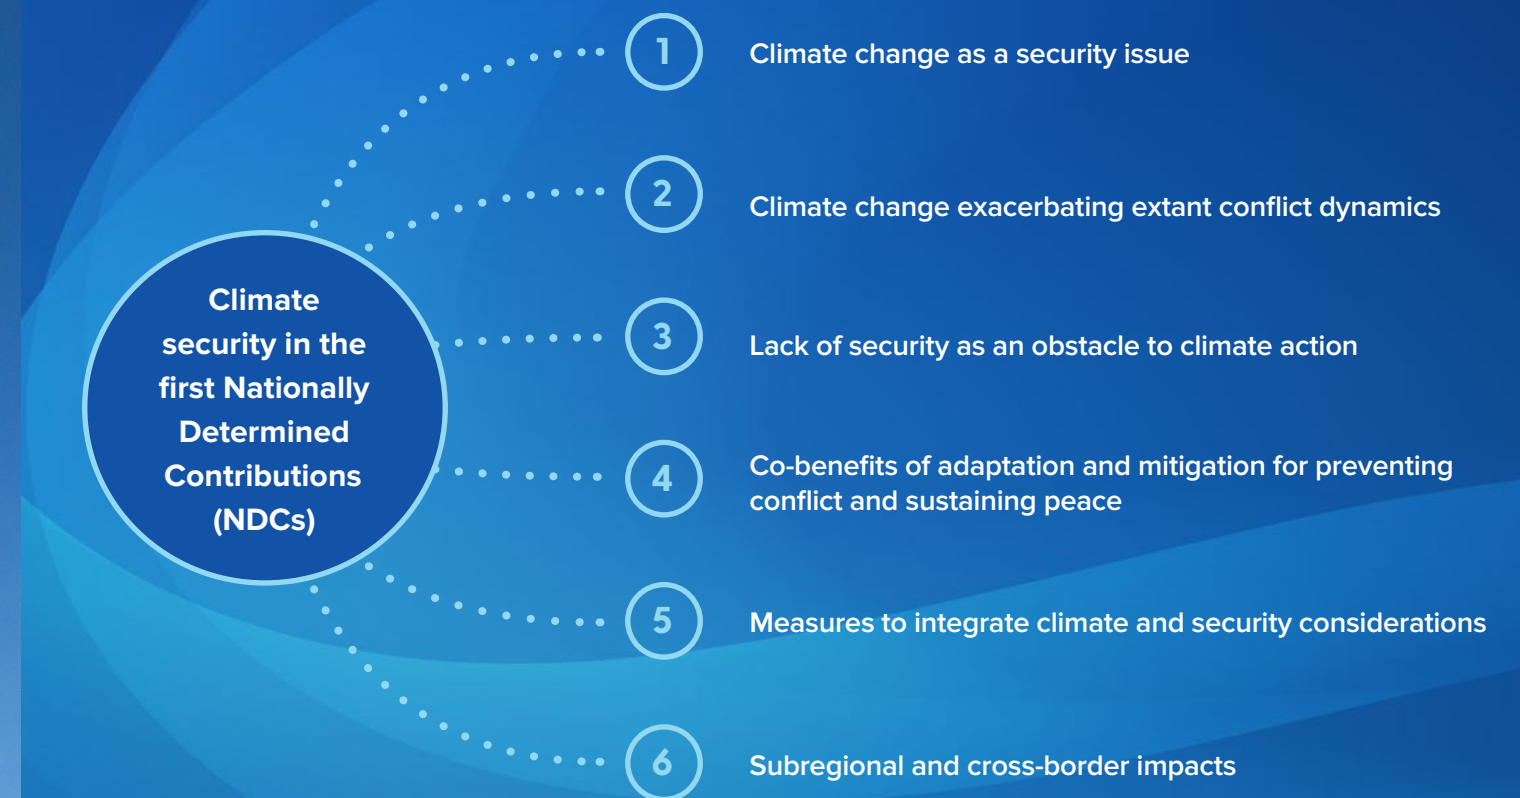 Climate
security in the
first Nationally
Determined
Contributions
(NDCs)
1
Climate change as a security issue
2
Climate change exacerbating extant conflict dynamics
3
Lack of security as an obstacle to climate action
4
Co-benefits of adaptation and mitigation for preventing
conflict and sustaining peace
5
Measures to integrate climate and security considerations
6
Subregional and cross-border impacts